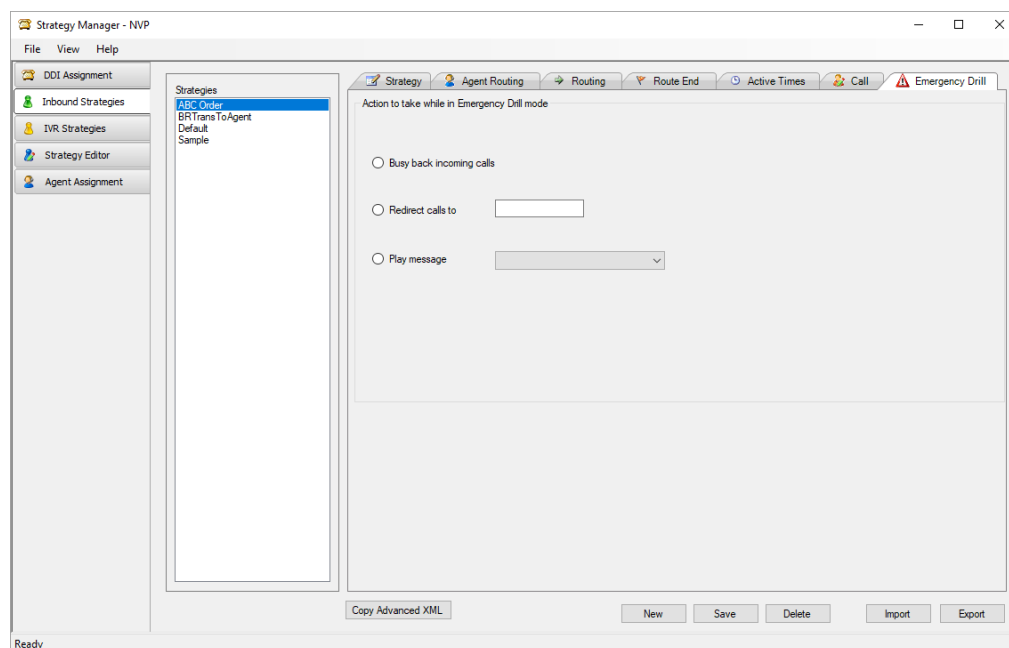 Strategy Manager - NVP
File View Help
DDI Assignment
Inbound Strategies
IVR Strategies
Strategy Editor
Agent Assignment
Strategies
ABC Order
BRTransToAgent
Default
Sample
Strategy Agent Routing Routing Route End Active Times Call Emergency Drill
Action to take while in Emergency Drill mode
Busy back incoming calls
Redirect calls to
Play message
Copy Advanced XML
New Save Delete Import Export
Ready